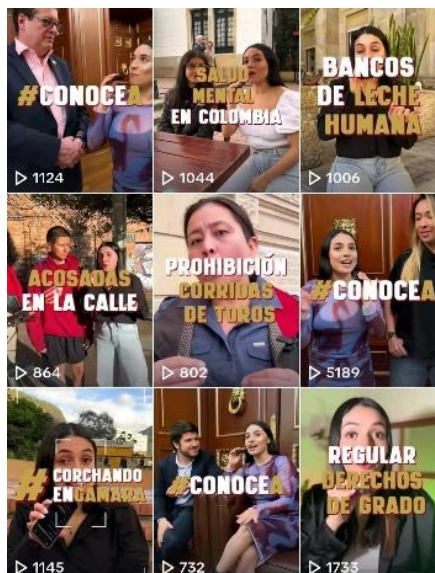 #CONOCEA
1124
SALUD
MENTAL
EN COLOMBIA
1044
BANCOS
DE LECHE
HUMANA
1006
ACOSADAS
EN LA CALLE
864
PROHIBICIÓN
CORRIDAS
DE TOROS
802
#CONOCEA
5189
# CORCHANDO
EN CÁMARA
1145
#CONOCEA
732
REGULAR
DERECHOS
DE GRADO
1733